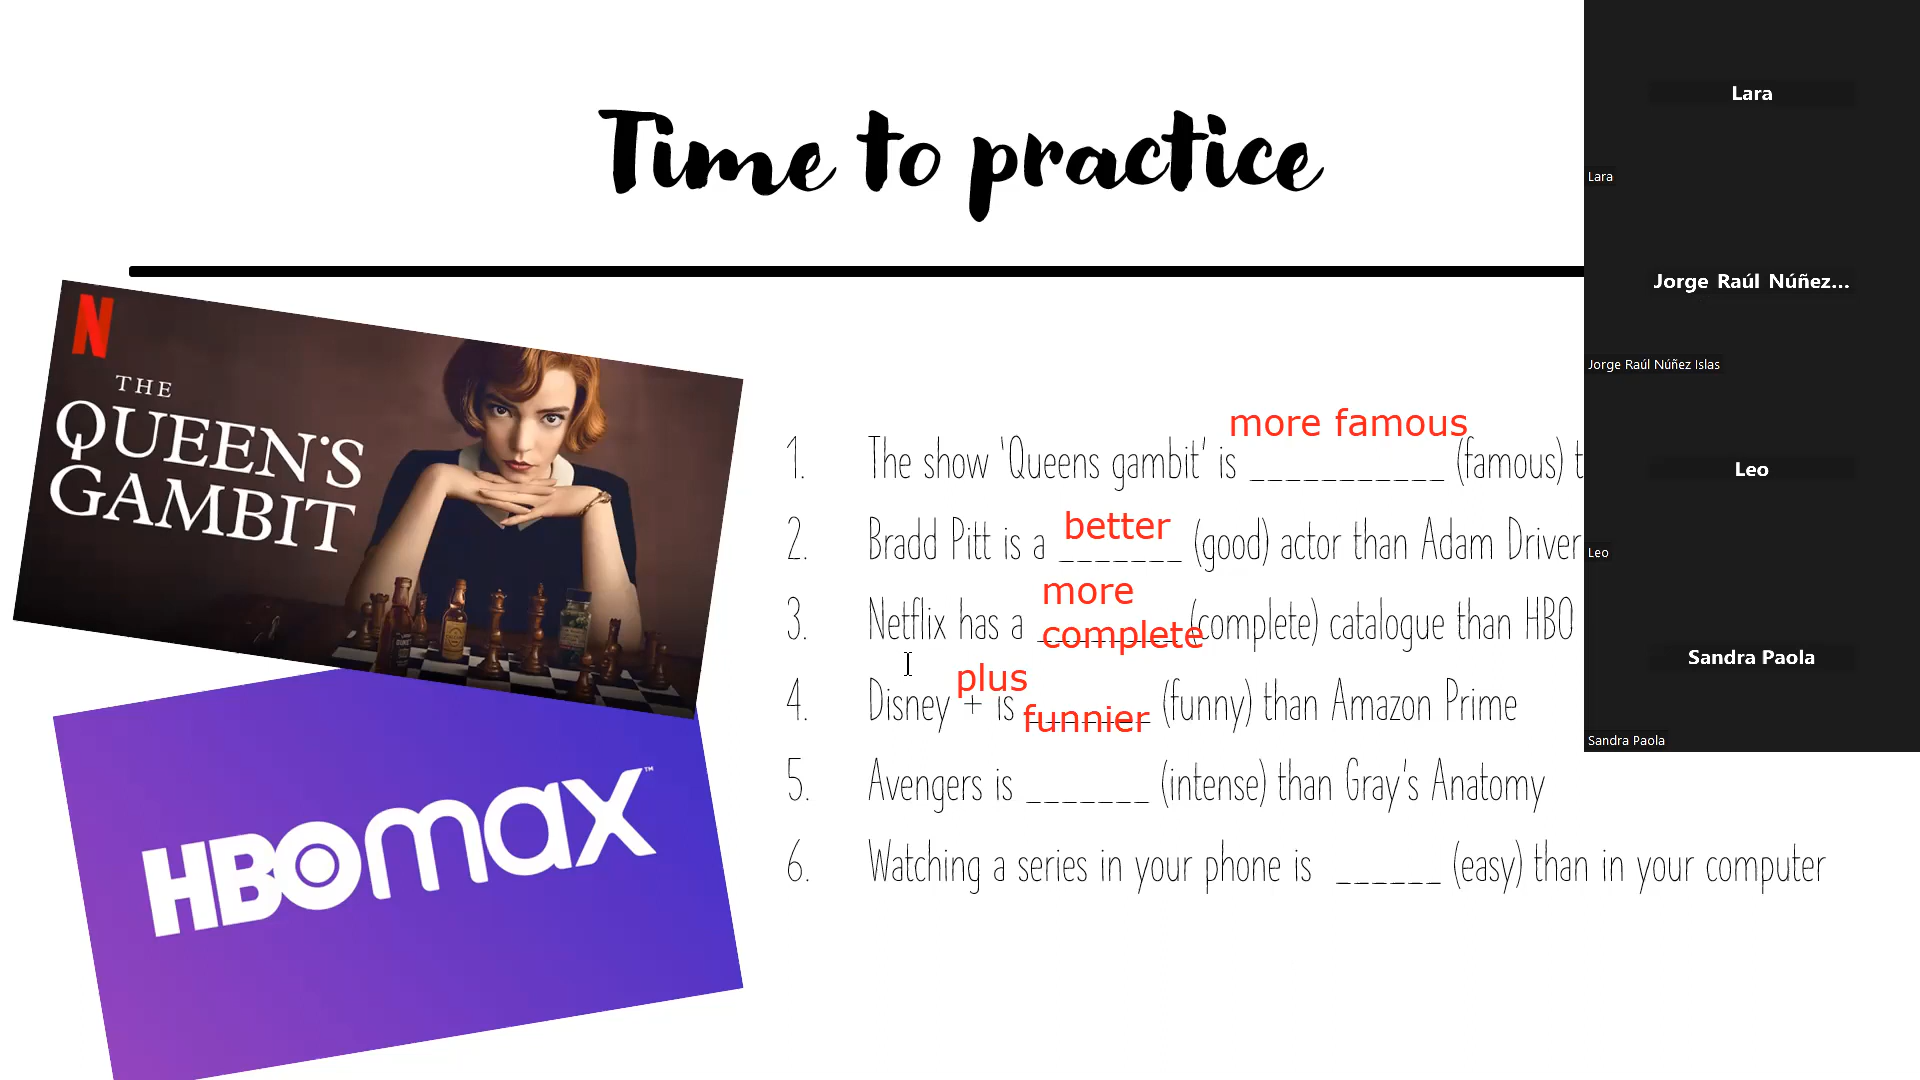 Time to practice
N
THE
QUEEN'S
GAMBIT
HBOmax™
more famous
1. The show 'Queens gambit' is ___________ (famous) t
better
2. Bradd Pitt is a _______ (good) actor than Adam Driver
more
complete
3. Netflix has a ________ (complete) catalogue than HBO
plus
funnier
4. Disney + is _______ (funny) than Amazon Prime
5. Avengers is _______ (intense) than Gray's Anatomy
6. Watching a series in your phone is ______ (easy) than in your computer
Lara
Lara
Jorge Raúl Núñez...
Jorge Raúl Núñez Islas
Leo
Leo
Sandra Paola
Sandra Paola